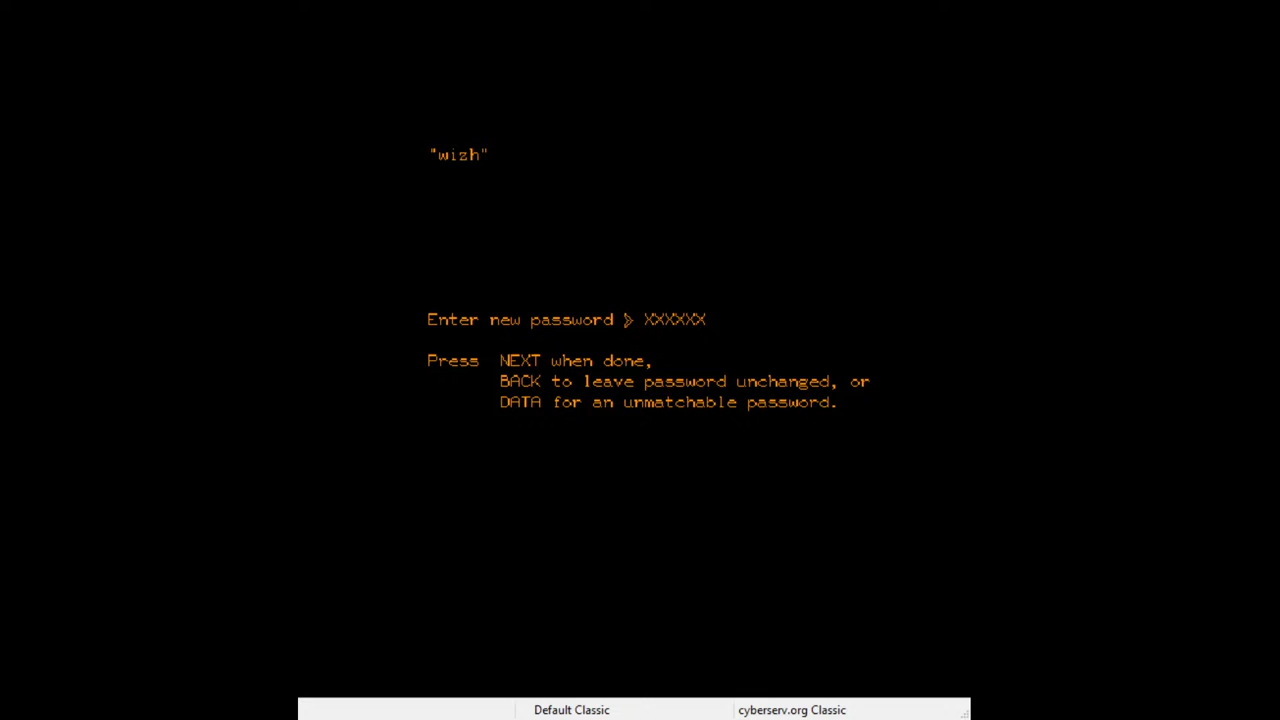 "wizh"
Enter new password > XXXXXX
Press NEXT when done,
BACK to leave password unchanged, or
DATA for an unmatchable password.
Default Classic cyberserv.org Classic